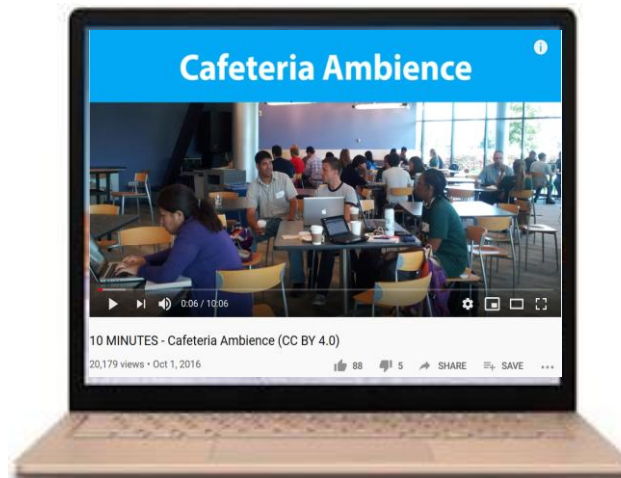 Cafeteria Ambience
0:06 / 10:06
10 MINUTES - Cafeteria Ambience (CC BY 4.0)
20,179 views • Oct 1, 2016
88 5 SHARE SAVE